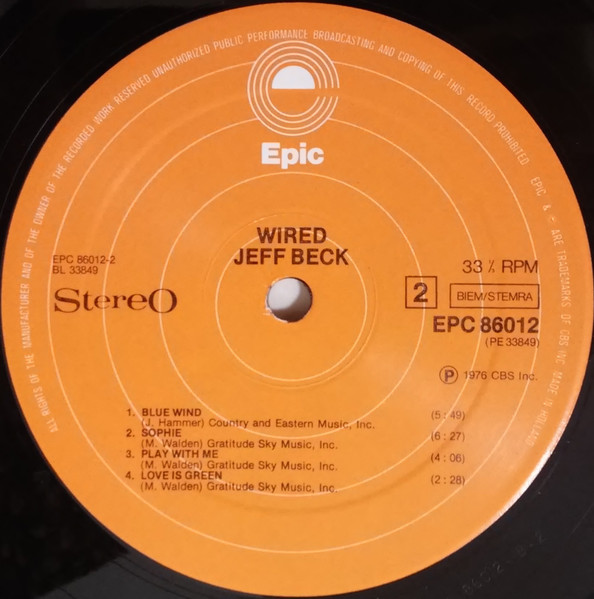 ALL RIGHTS OF THE MANUFACTURER AND OF THE OWNER OF THE RECORDED WORK RESERVED UNAUTHORIZED PUBLIC PERFORMANCE BROADCASTING AND COPYING OF THIS RECORD PROHIBITED EPIC & e ARE TRADEMARKS OF CBS INC MADE IN HOLLAND
Epic
WIRED
JEFF BECK
EPC 86012-2
BL 33849
Stereo
33⅓ RPM
2 BIEM/STEMRA
EPC 86012
(PE 33849)
Ⓟ 1976 CBS Inc.
1. BLUE WIND (5:49)
(J. Hammer) Country and Eastern Music, Inc.
2. SOPHIE (6:27)
(M. Walden) Gratitude Sky Music, Inc.
3. PLAY WITH ME (4:06)
(M. Walden) Gratitude Sky Music, Inc.
4. LOVE IS GREEN (2:28)
(M. Walden) Gratitude Sky Music, Inc.